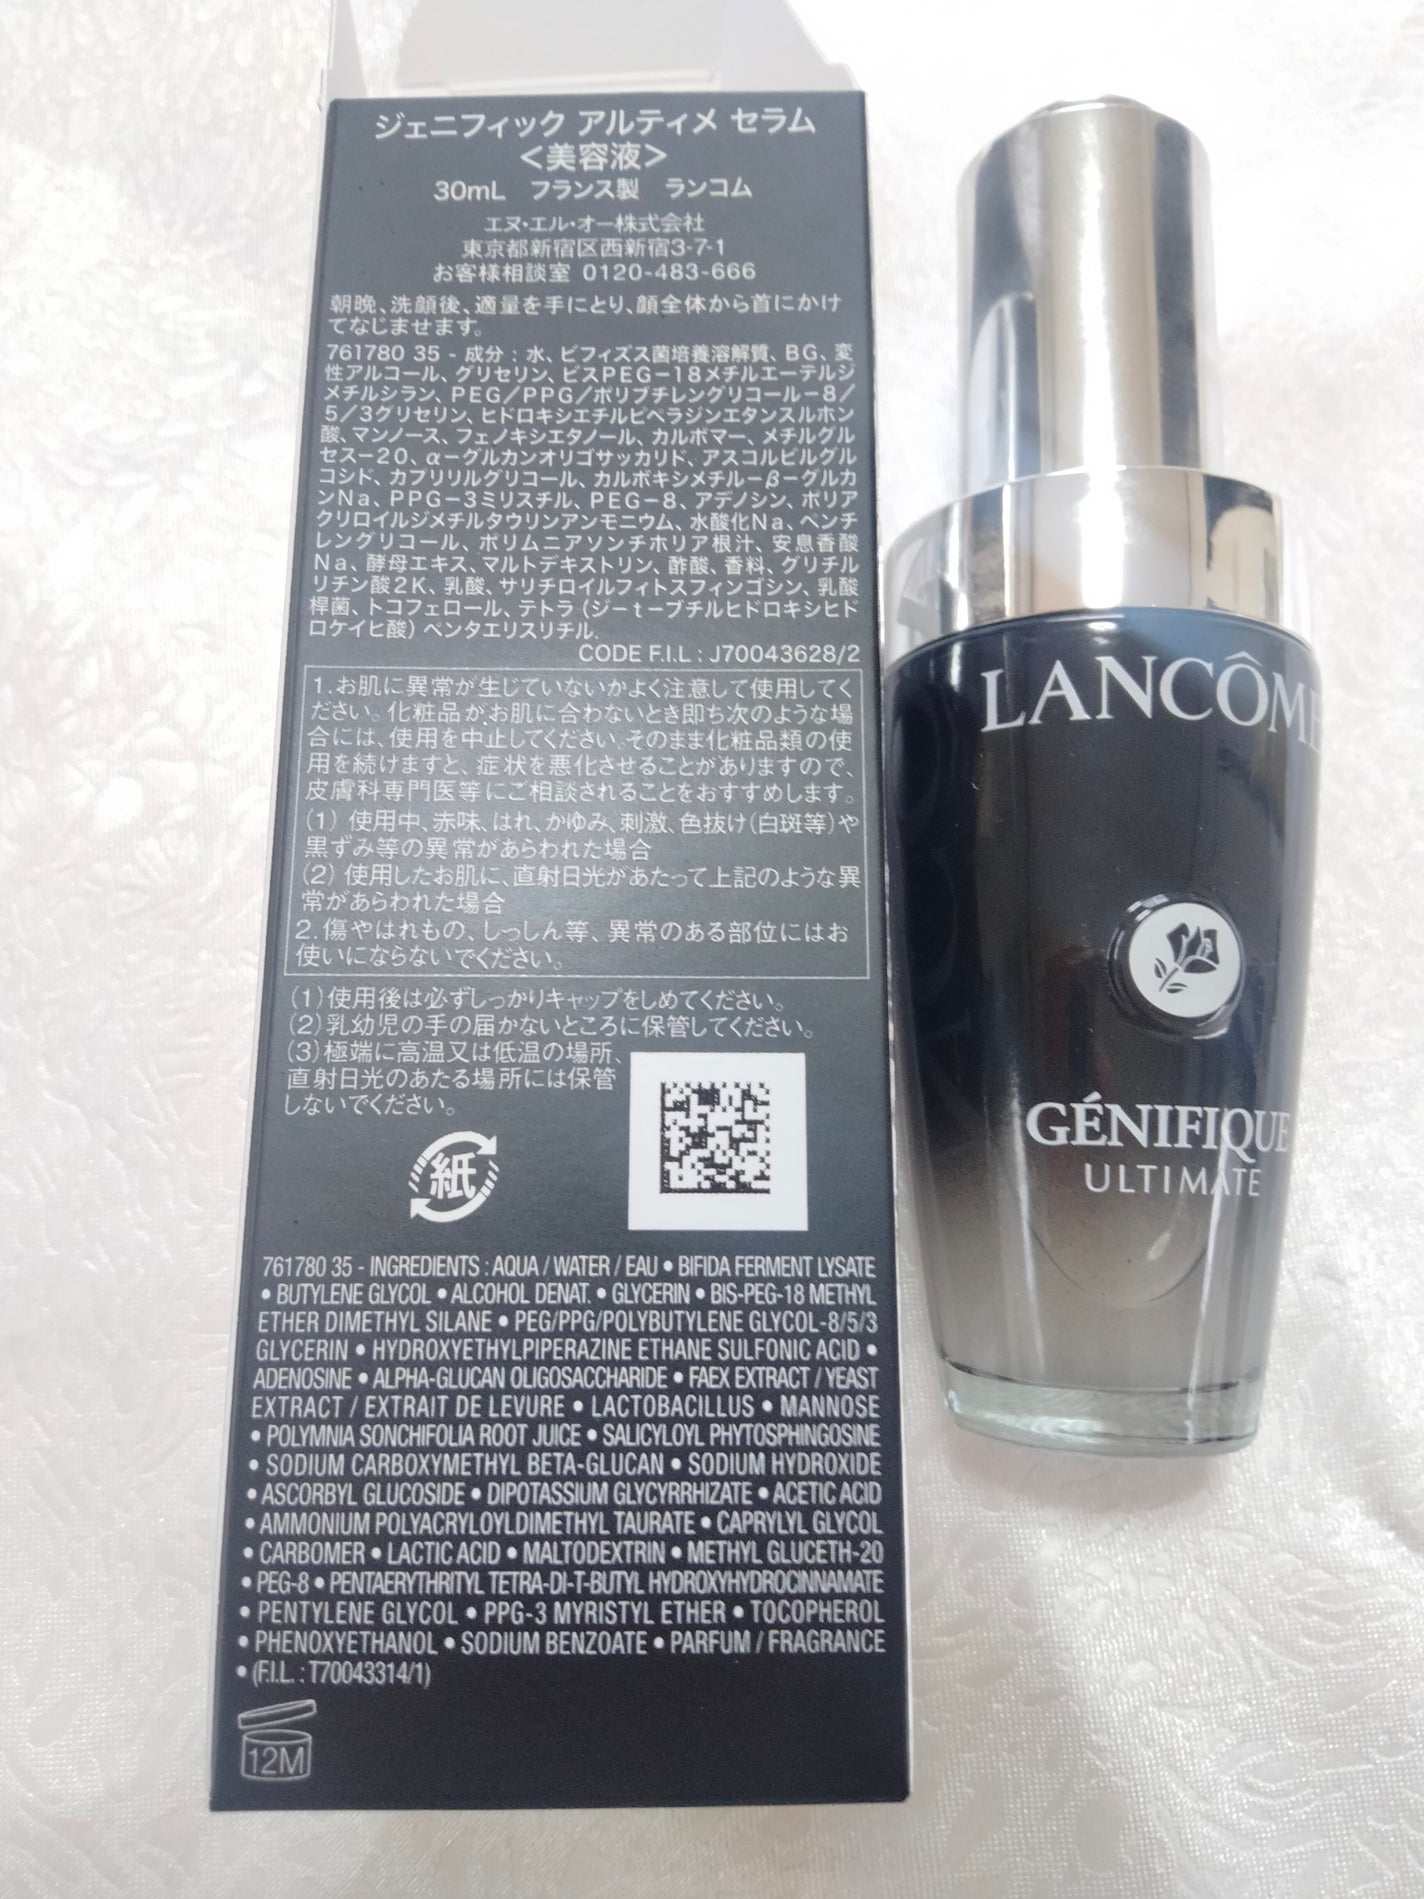 ジェニフィック アルティメ セラム
＜美容液＞
30mL フランス製 ランコム
エヌ・エル・オー株式会社
東京都新宿区西新宿3-7-1
お客様相談室 0120-483-666
朝晩、洗顔後、適量を手にとり、顔全体から首にかけ
てなじませます。
761780 35 - 成分：水、ビフィズス菌培養溶解質、BG、変
性アルコール、グリセリン、ビスPEG－18メチルエーテルジ
メチルシラン、PEG／PPG／ポリブチレングリコール－8／
5／3グリセリン、ヒドロキシエチルピペラジンエタンスルホン
酸、マンノース、フェノキシエタノール、カルボマー、メチルグル
セス－20、α－グルカンオリゴサッカリド、アスコルビルグル
コシド、カプリリルグリコール、カルボキシメチル－β－グルカ
ンNa、PPG－3ミリスチル、PEG－8、アデノシン、ポリア
クリロイルジメチルタウリンアンモニウム、水酸化Na、ペンチ
レングリコール、ポリムニアソンチホリア根汁、安息香酸
Na、酵母エキス、マルトデキストリン、酢酸、香料、グリチル
リチン酸2K、乳酸、サリチロイルフィトスフィンゴシン、乳酸
桿菌、トコフェロール、テトラ（ジ－t－ブチルヒドロキシヒド
ロケイヒ酸）ペンタエリスリチル.
CODE F.I.L : J70043628/2
1.お肌に異常が生じていないかよく注意して使用してく
ださい。化粧品がお肌に合わないとき即ち次のような場
合には、使用を中止してください。そのまま化粧品類の使
用を続けますと、症状を悪化させることがありますので、
皮膚科専門医等にご相談されることをおすすめします。
(1) 使用中、赤味、はれ、かゆみ、刺激、色抜け(白斑等)や
黒ずみ等の異常があらわれた場合
(2) 使用したお肌に、直射日光があたって上記のような異
常があらわれた場合
2.傷やはれもの、しっしん等、異常のある部位にはお
使いにならないでください。
(1)使用後は必ずしっかりキャップをしめてください。
(2)乳幼児の手の届かないところに保管してください。
(3)極端に高温又は低温の場所、
直射日光のあたる場所には保管
しないでください。
紙
761780 35 - INGREDIENTS : AQUA / WATER / EAU • BIFIDA FERMENT LYSATE
• BUTYLENE GLYCOL • ALCOHOL DENAT. • GLYCERIN • BIS-PEG-18 METHYL
ETHER DIMETHYL SILANE • PEG/PPG/POLYBUTYLENE GLYCOL-8/5/3
GLYCERIN • HYDROXYETHYLPIPERAZINE ETHANE SULFONIC ACID •
ADENOSINE • ALPHA-GLUCAN OLIGOSACCHARIDE • FAEX EXTRACT / YEAST
EXTRACT / EXTRAIT DE LEVURE • LACTOBACILLUS • MANNOSE
• POLYMNIA SONCHIFOLIA ROOT JUICE • SALICYLOYL PHYTOSPHINGOSINE
• SODIUM CARBOXYMETHYL BETA-GLUCAN • SODIUM HYDROXIDE
• ASCORBYL GLUCOSIDE • DIPOTASSIUM GLYCYRRHIZATE • ACETIC ACID
• AMMONIUM POLYACRYLOYLDIMETHYL TAURATE • CAPRYLYL GLYCOL
• CARBOMER • LACTIC ACID • MALTODEXTRIN • METHYL GLUCETH-20
• PEG-8 • PENTAERYTHRITYL TETRA-DI-T-BUTYL HYDROXYHYDROCINNAMATE
• PENTYLENE GLYCOL • PPG-3 MYRISTYL ETHER • TOCOPHEROL
• PHENOXYETHANOL • SODIUM BENZOATE • PARFUM / FRAGRANCE
• (F.I.L. : T70043314/1)
12M
LANCÔME
GÉNIFIQUE
ULTIMATE